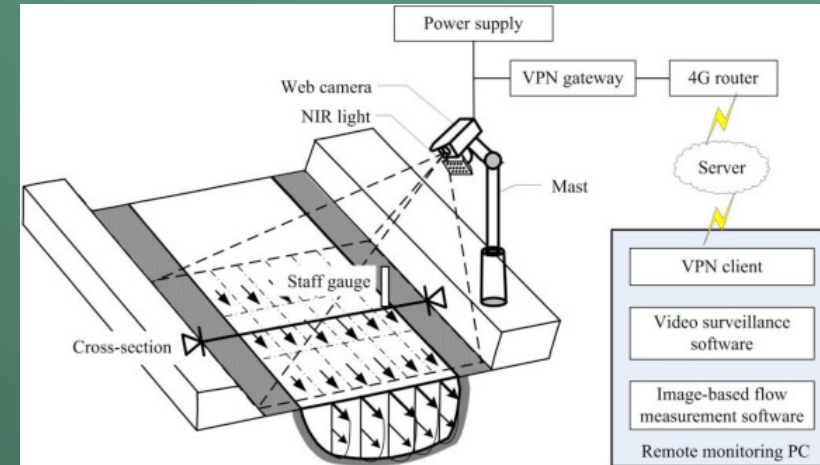 Power supply
Web camera
VPN gateway
4G router
NIR light
Server
Mast
Staff gauge
VPN client
Cross-section
Video surveillance
software
Image-based flow
measurement software
Remote monitoring PC